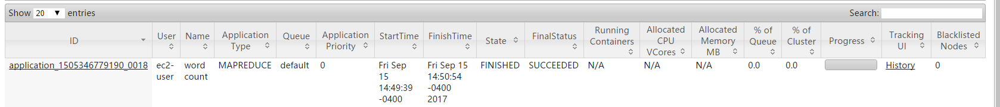 Show 20 entries Search:
ID User Name Application Type Queue Application Priority StartTime FinishTime State FinalStatus Running Containers Allocated CPU VCores Allocated Memory MB % of Queue % of Cluster Progress Tracking UI Blacklisted Nodes
application_1505346779190_0018 ec2-user word count MAPREDUCE default 0 Fri Sep 15 14:49:39 -0400 Fri Sep 15 14:50:54 -0400 2017 FINISHED SUCCEEDED N/A N/A N/A 0.0 0.0 History 0